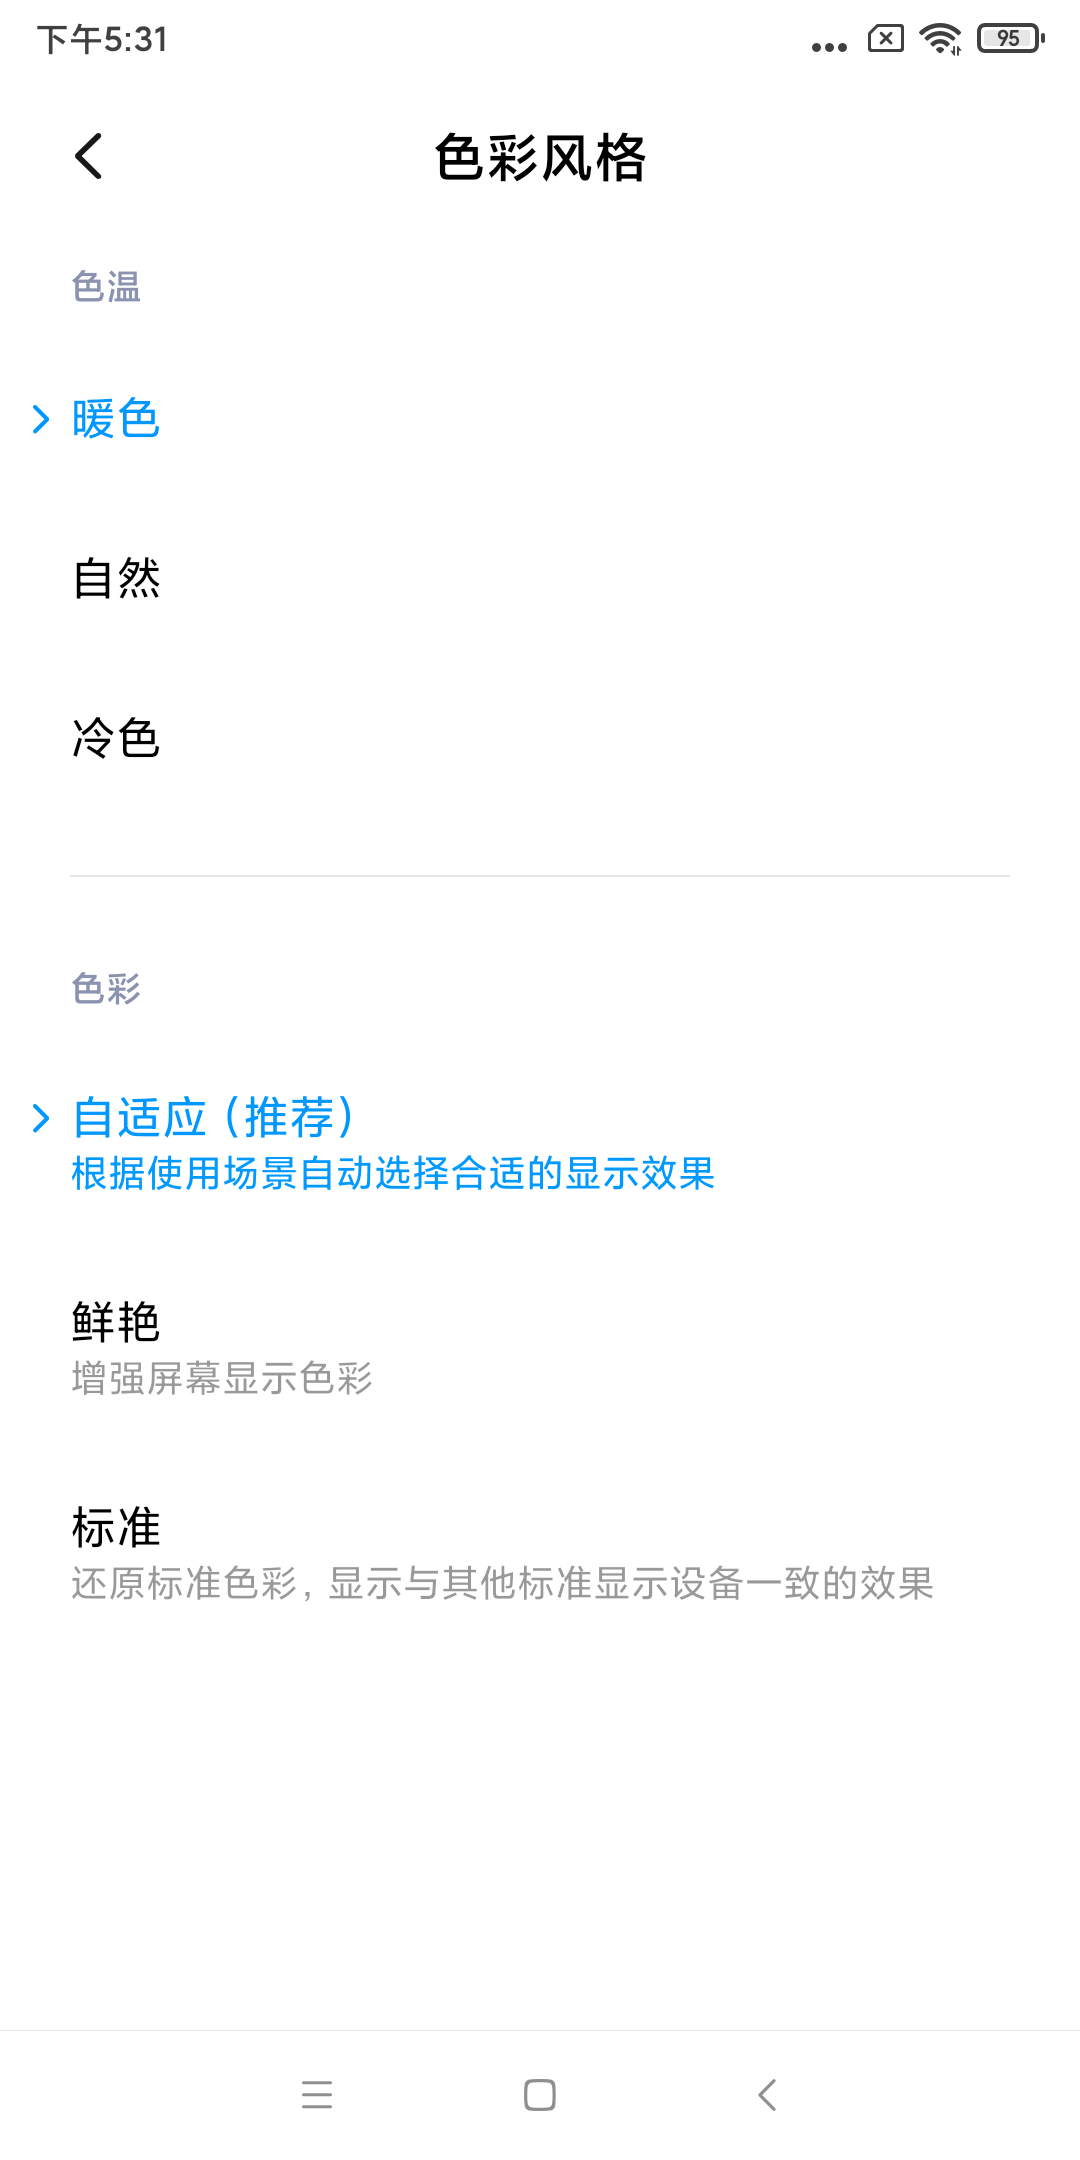 下午5:31
95
色彩风格
色温
暖色
自然
冷色
色彩
自适应（推荐）
根据使用场景自动选择合适的显示效果
鲜艳
增强屏幕显示色彩
标准
还原标准色彩，显示与其他标准显示设备一致的效果